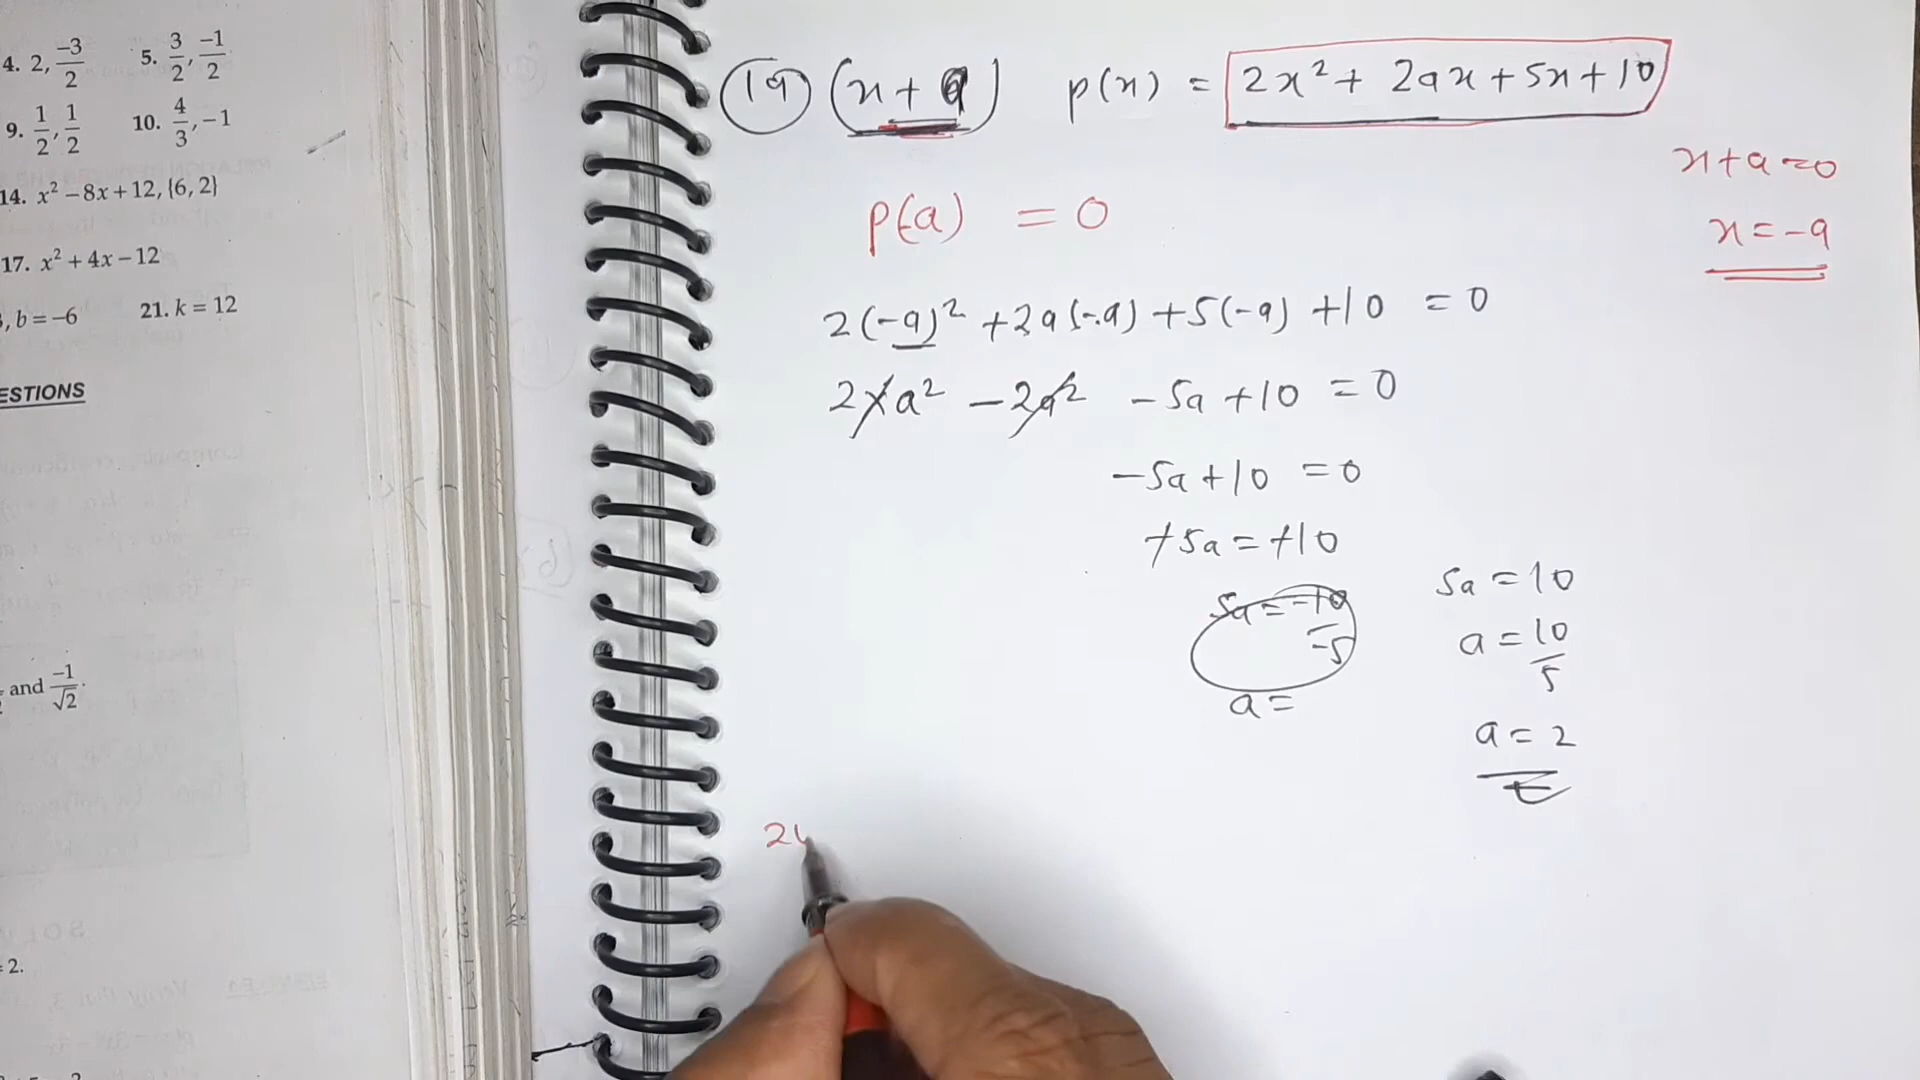 4. 2, -3/2 5. 3/2, -1/2
9. 1/2, 1/2 10. 4/3, -1
14. x² – 8x + 12, {6, 2}
17. x² + 4x – 12
, b = –6 21. k = 12
ESTIONS
and -1/√2.
= 2.
19 (x + a) p(x) = 2x² + 2ax + 5x + 10
x + a = 0
p(-a) = 0
x = -a
2(-a)² + 2a(-a) + 5(-a) + 10 = 0
2×a² - 2a² - 5a + 10 = 0
-5a + 10 = 0
+5a = +10
5a = -10/-5
5a = 10
a = 10/5
a =
a = 2